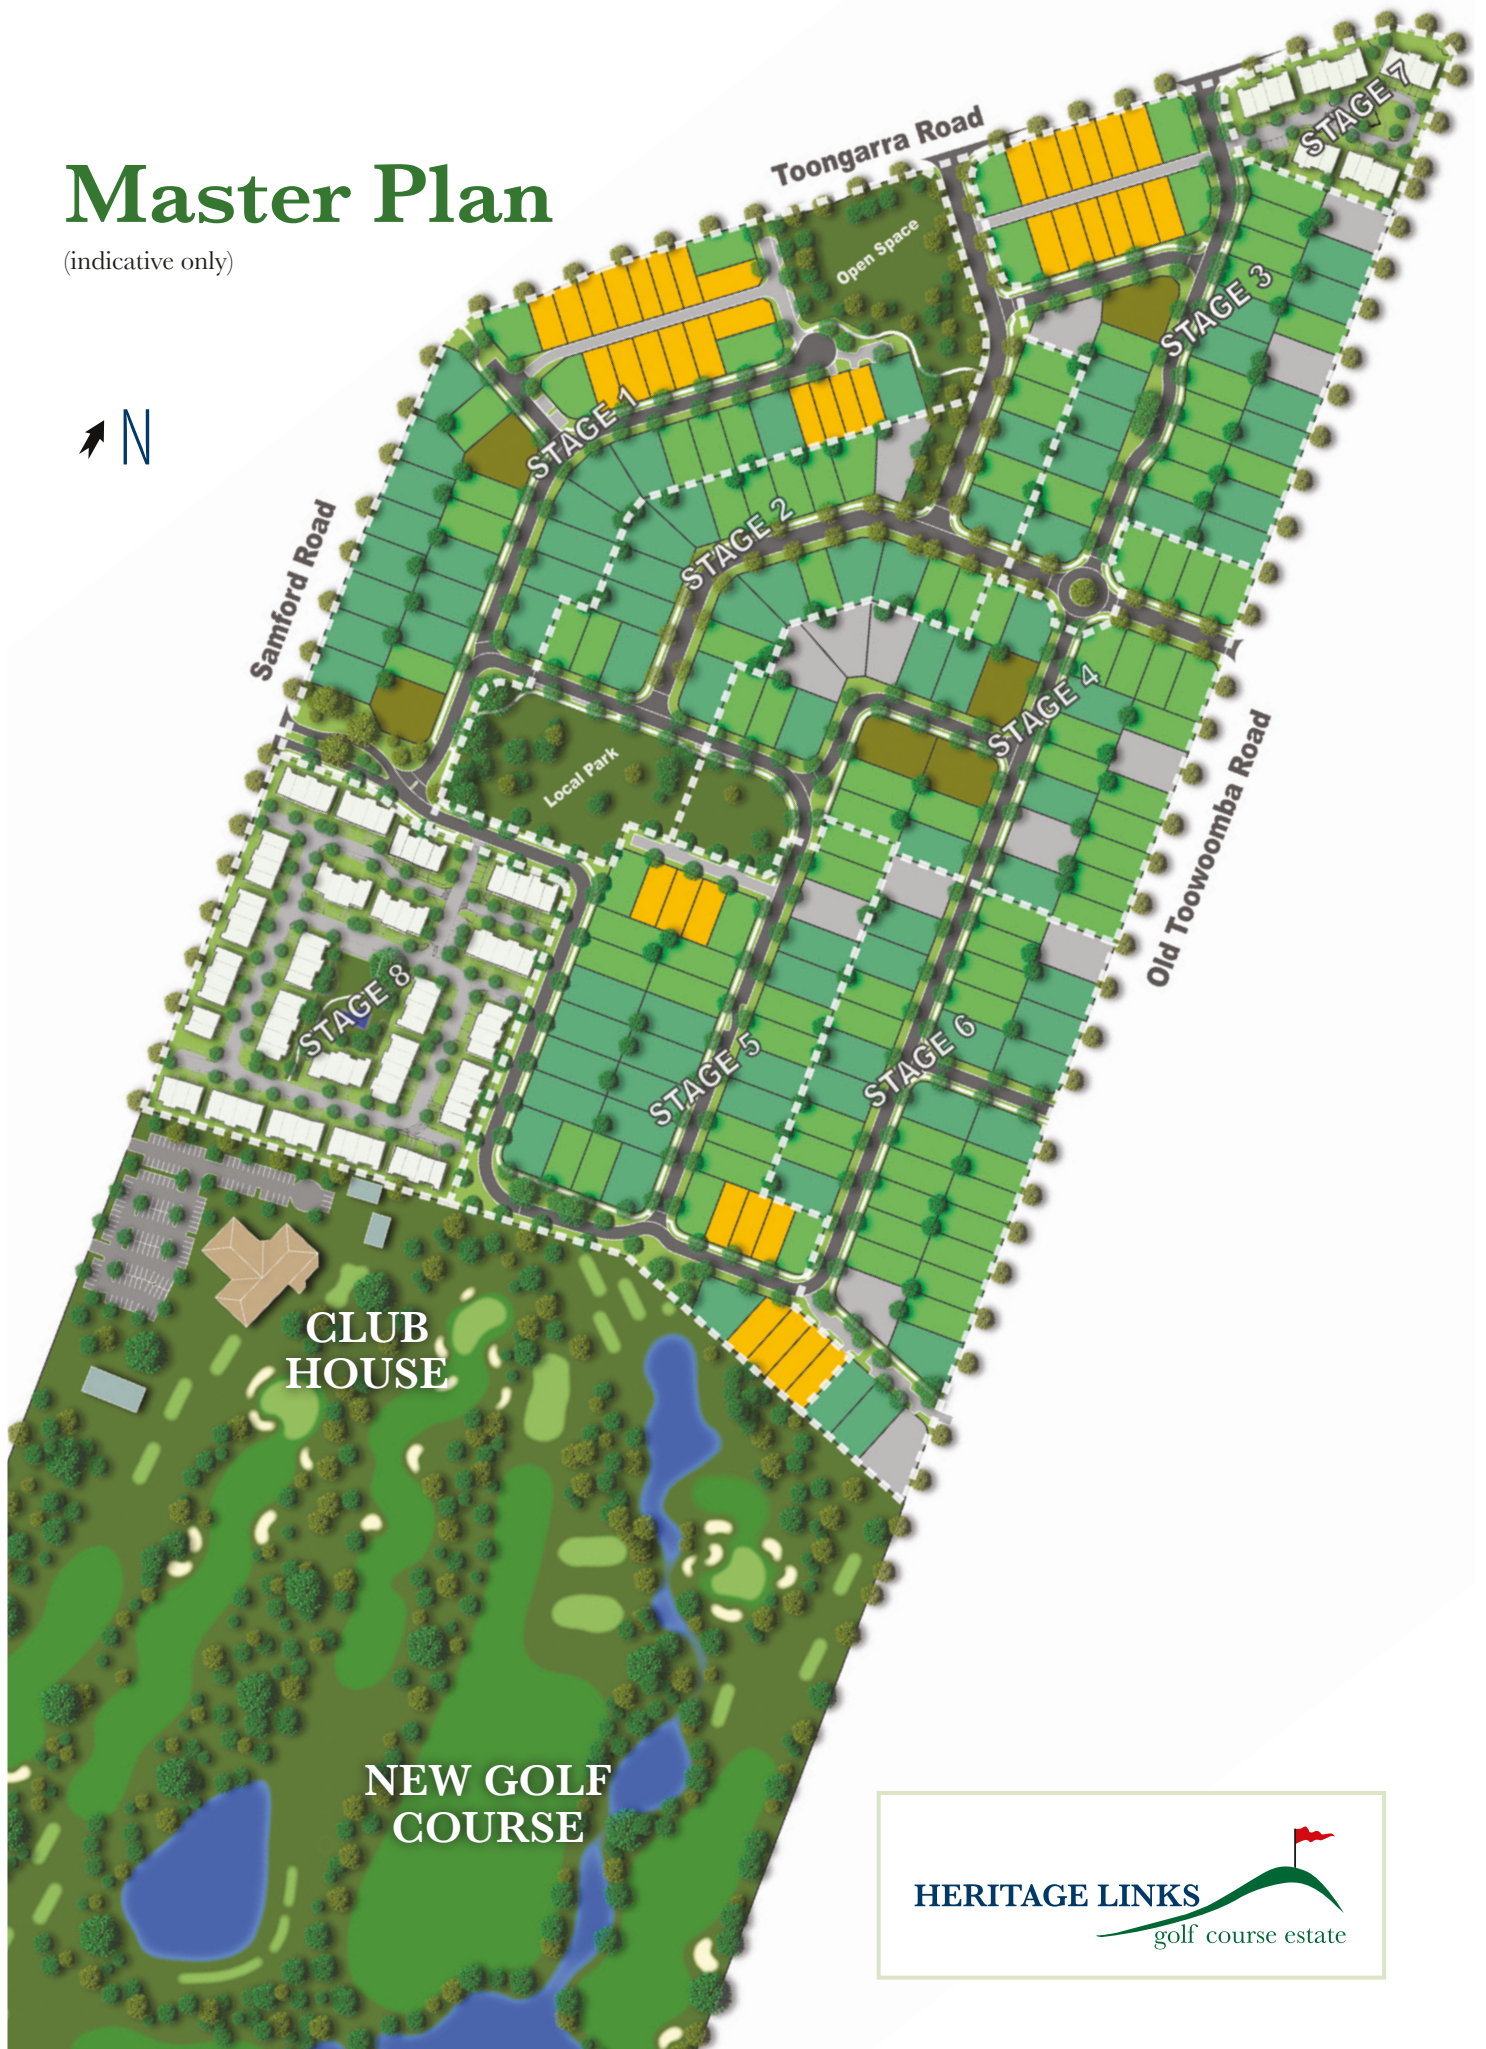 Master Plan
(indicative only)
N
Toongarra Road
Samford Road
Old Toowoomba Road
Open Space
Local Park
STAGE 7
STAGE 3
STAGE 1
STAGE 2
STAGE 4
STAGE 8
STAGE 5
STAGE 6
CLUB
HOUSE
NEW GOLF
COURSE
HERITAGE LINKS
golf course estate